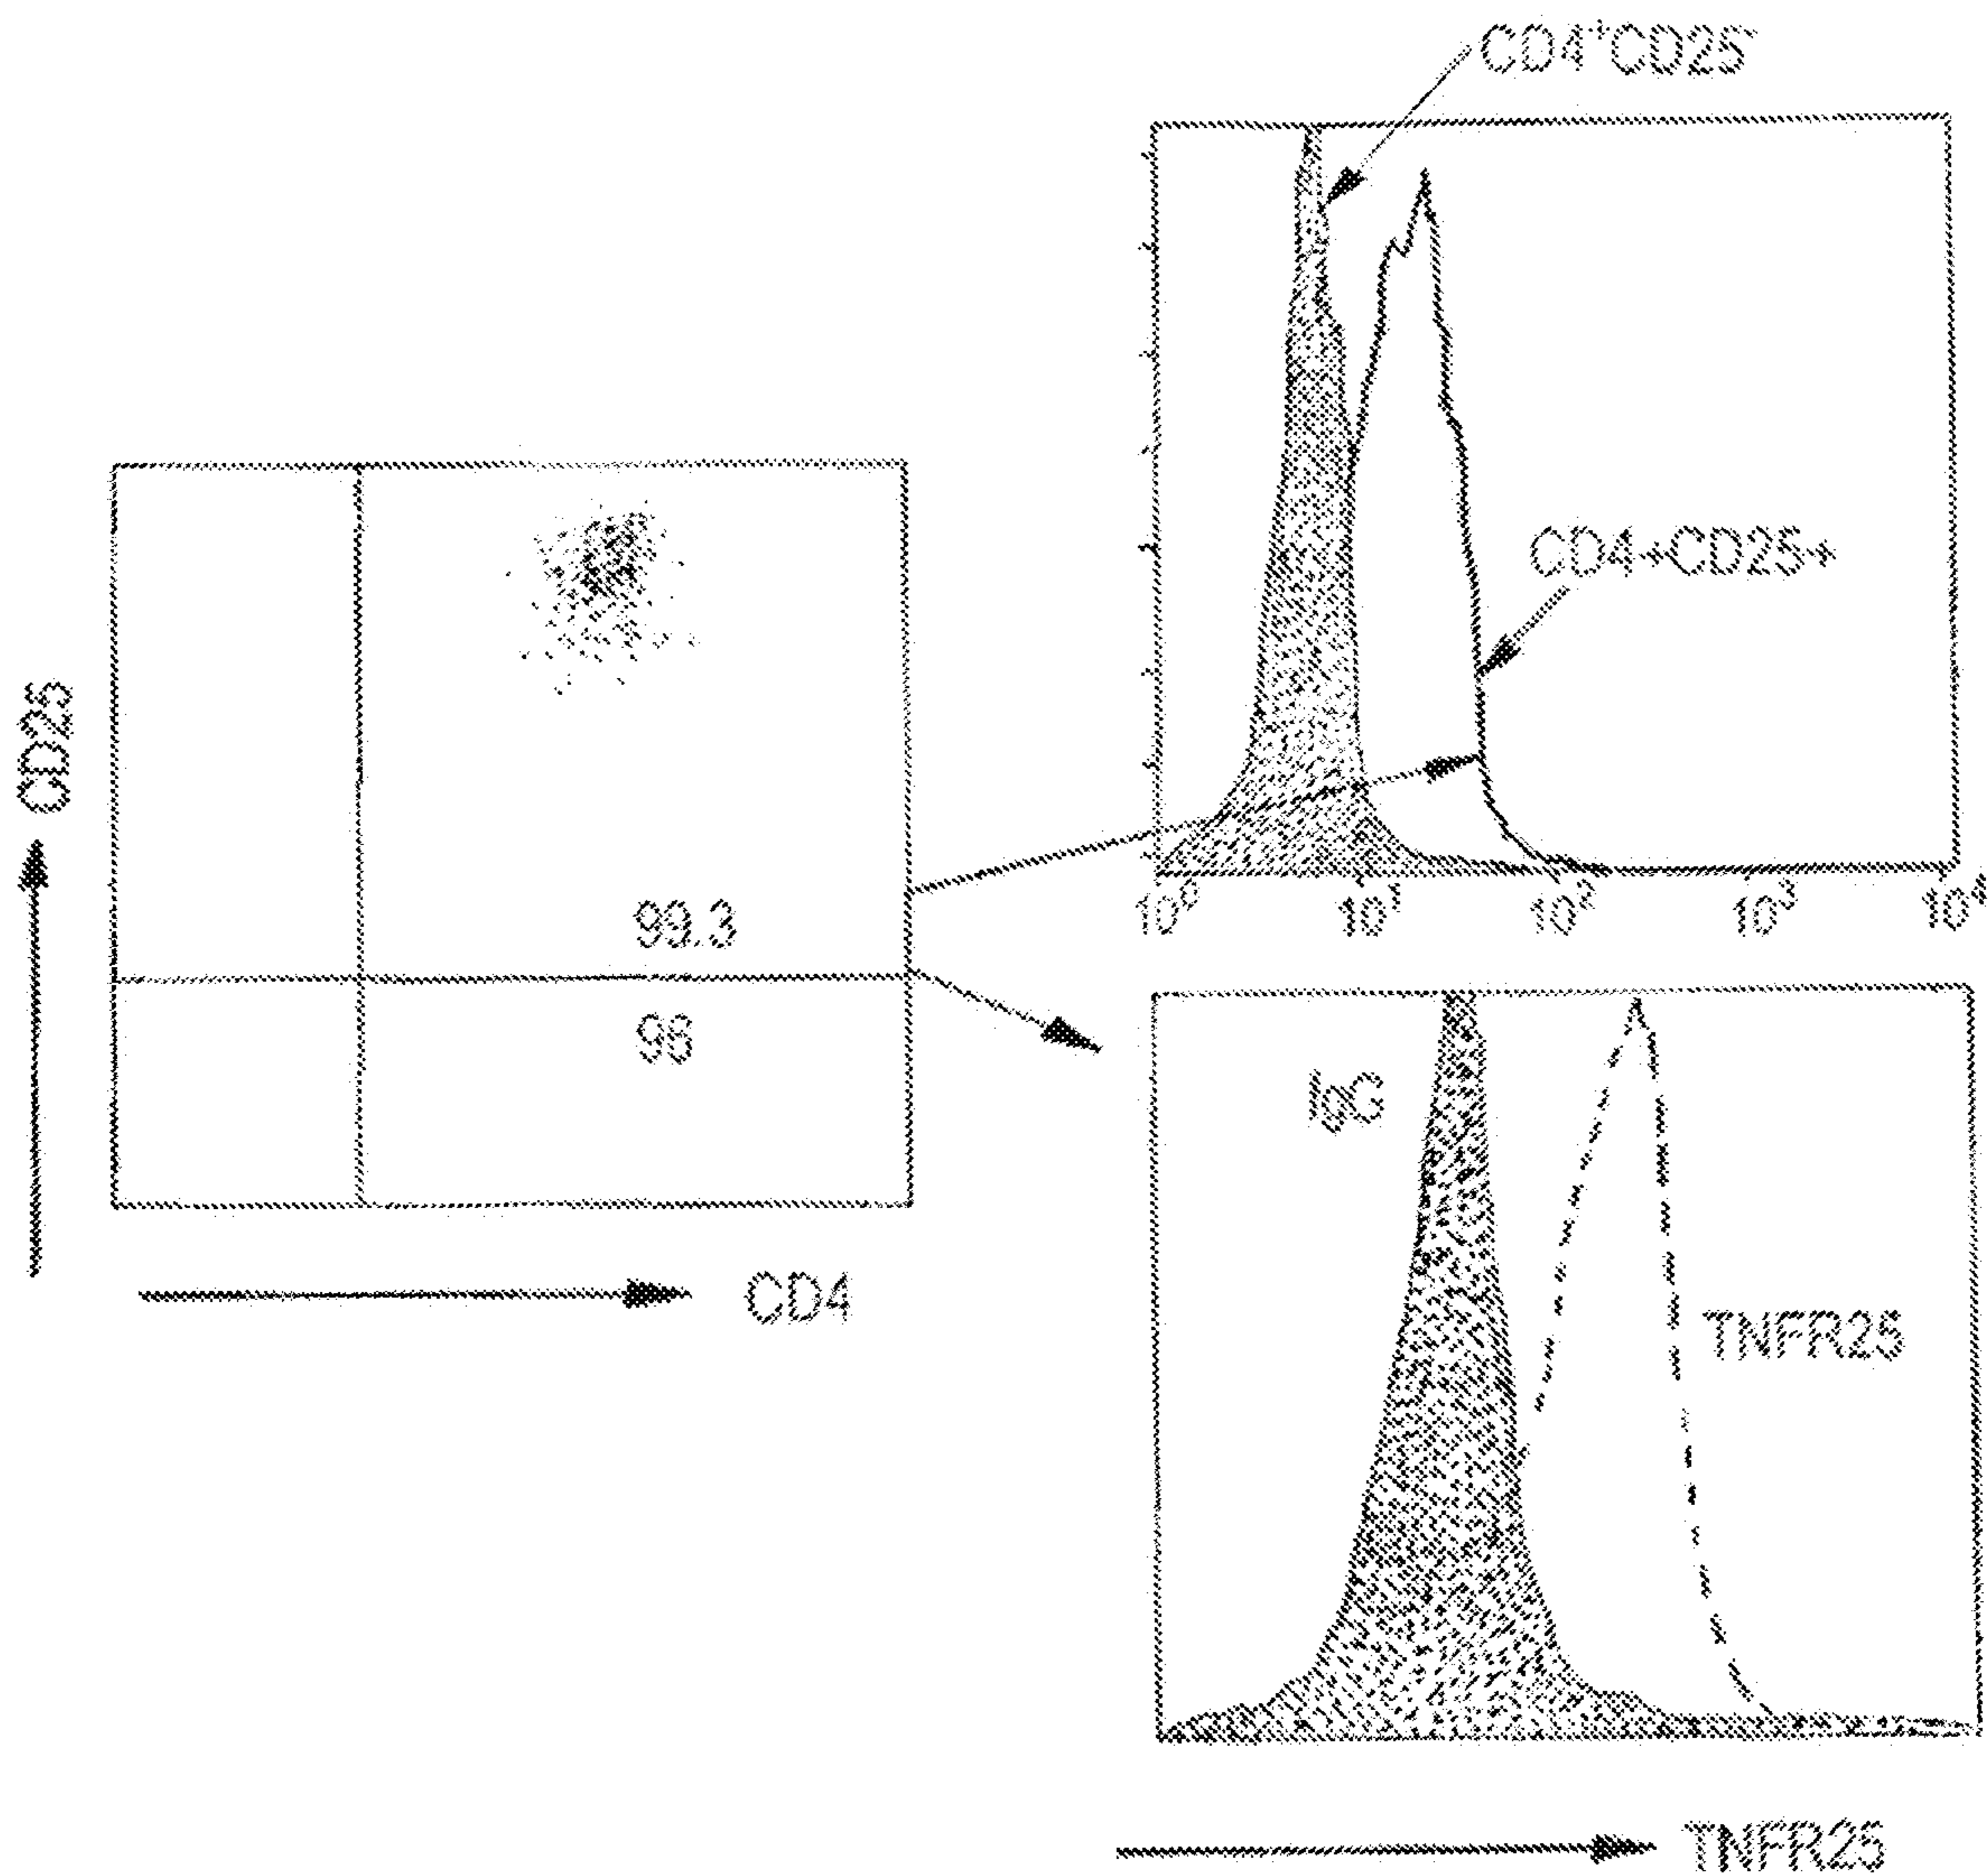 CD4⁺CD25⁻
CD4+CD25+
10⁰ 10¹ 10² 10³ 10⁴
CD25
99.3
98
CD4
IgG
TNFR25
TNFR25